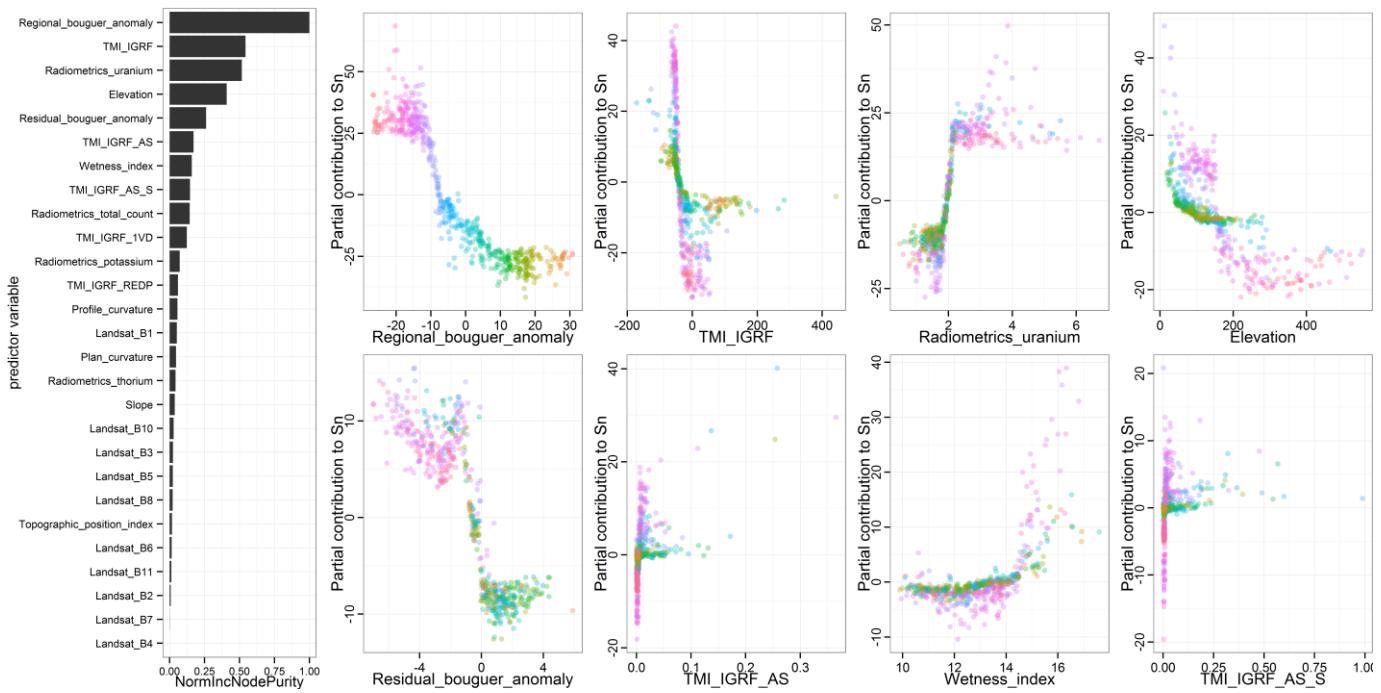 predictor variable
Regional_bouguer_anomaly
TMI_IGRF
Radiometrics_uranium
Elevation
Residual_bouguer_anomaly
TMI_IGRF_AS
Wetness_index
TMI_IGRF_AS_S
Radiometrics_total_count
TMI_IGRF_1VD
Radiometrics_potassium
TMI_IGRF_REDP
Profile_curvature
Landsat_B1
Plan_curvature
Radiometrics_thorium
Slope
Landsat_B10
Landsat_B3
Landsat_B5
Landsat_B8
Topographic_position_index
Landsat_B6
Landsat_B11
Landsat_B2
Landsat_B7
Landsat_B4
0.00 0.25 0.50 0.75 1.00
NormIncNodePurity
Partial contribution to Sn
50
25
0
-25
-20 -10 0 10 20 30
Regional_bouguer_anomaly
Partial contribution to Sn
40
20
0
-20
-200 0 200 400
TMI_IGRF
Partial contribution to Sn
50
25
0
-25
2 4 6
Radiometrics_uranium
Partial contribution to Sn
40
20
0
-20
0 200 400
Elevation
Partial contribution to Sn
10
0
-10
-4 0 4
Residual_bouguer_anomaly
Partial contribution to Sn
40
20
0
-20
0.0 0.1 0.2 0.3
TMI_IGRF_AS
Partial contribution to Sn
40
30
20
10
0
-10
10 12 14 16
Wetness_index
Partial contribution to Sn
20
10
0
-10
-20
0.00 0.25 0.50 0.75 1.00
TMI_IGRF_AS_S